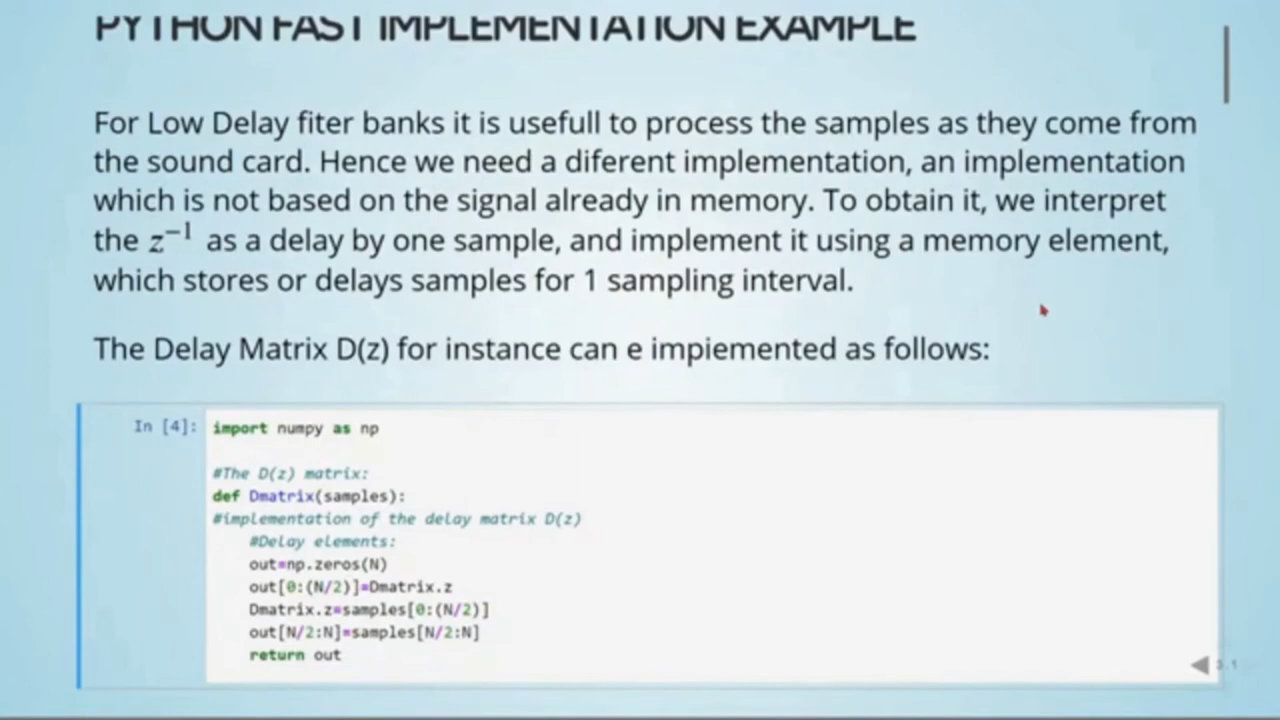 PYTHON FAST IMPLEMENTATION EXAMPLE
For Low Delay fiter banks it is usefull to process the samples as they come from
the sound card. Hence we need a diferent implementation, an implementation
which is not based on the signal already in memory. To obtain it, we interpret
the z⁻¹ as a delay by one sample, and implement it using a memory element,
which stores or delays samples for 1 sampling interval.
The Delay Matrix D(z) for instance can e impiemented as follows:
In [4]: import numpy as np
#The D(z) matrix:
def Dmatrix(samples):
#implementation of the delay matrix D(z)
#Delay elements:
out=np.zeros(N)
out[0:(N/2)]=Dmatrix.z
Dmatrix.z=samples[0:(N/2)]
out[N/2:N]=samples[N/2:N]
return out
3.1